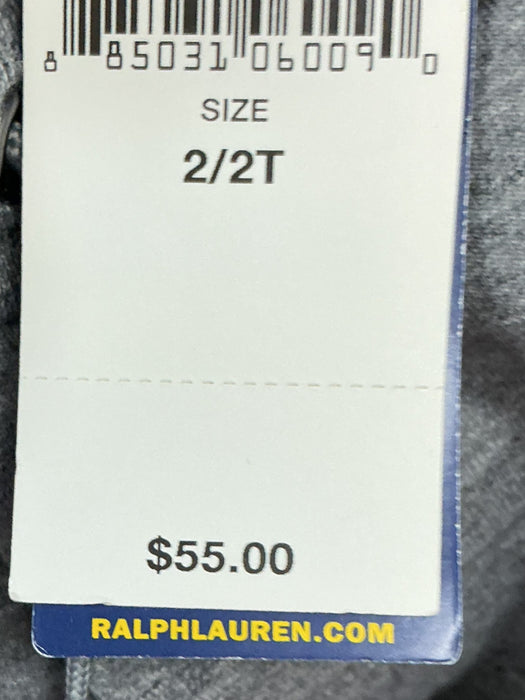 8 85031 06009 0
SIZE
2/2T
$55.00
RALPHLAUREN.COM